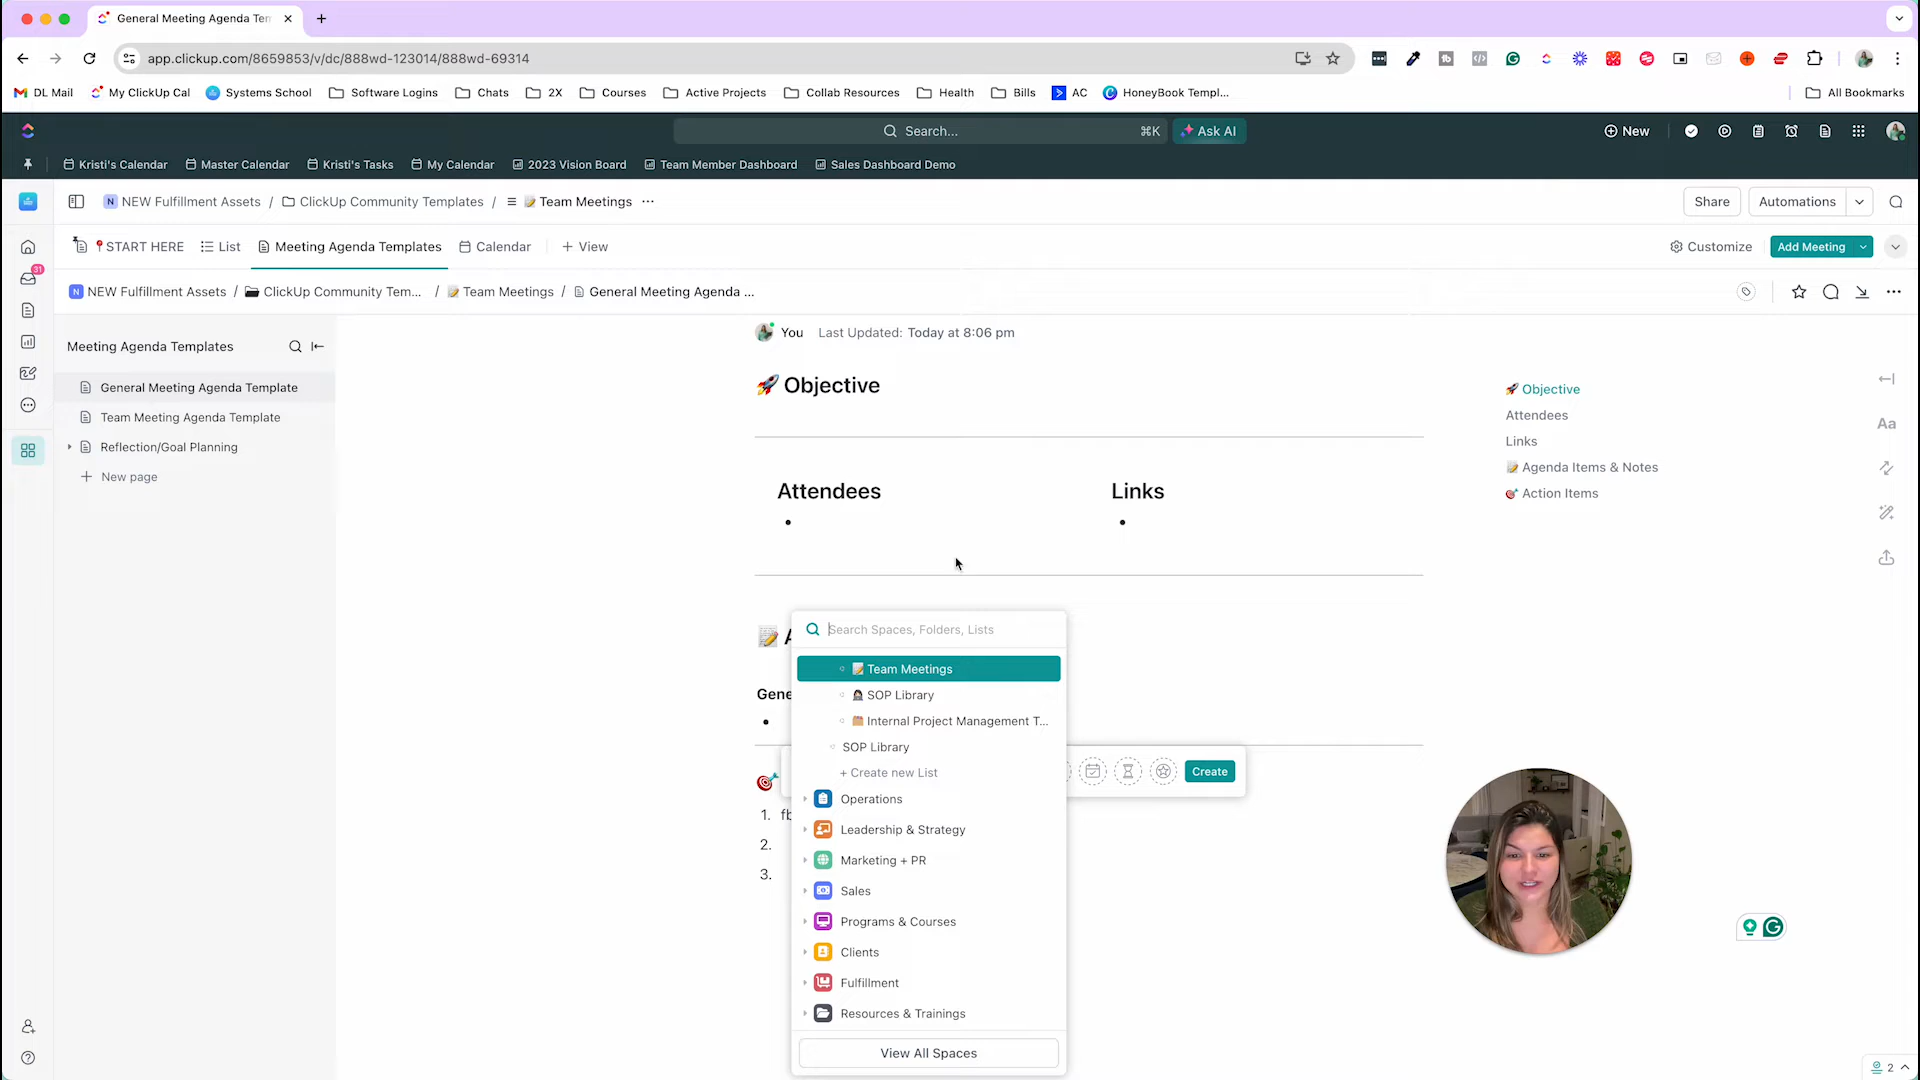 General Meeting Agenda Ten
app.clickup.com/8659853/v/dc/888wd-123014/888wd-69314
DL Mail
My ClickUp Cal
Systems School
Software Logins
Chats
2X
Courses
Active Projects
Collab Resources
Health
Bills
AC
HoneyBook Templ...
All Bookmarks
Search...
⌘K
Ask AI
New
Kristi's Calendar
Master Calendar
Kristi's Tasks
My Calendar
2023 Vision Board
Team Member Dashboard
Sales Dashboard Demo
N NEW Fulfillment Assets / ClickUp Community Templates / 📝 Team Meetings ...
Share
Automations
31
📍START HERE
List
Meeting Agenda Templates
Calendar
+ View
Customize
Add Meeting
N NEW Fulfillment Assets / ClickUp Community Tem... / 📝 Team Meetings / General Meeting Agenda ...
Meeting Agenda Templates
General Meeting Agenda Template
Team Meeting Agenda Template
Reflection/Goal Planning
+ New page
You
Last Updated: Today at 8:06 pm
🚀 Objective
Attendees
Links
📝 A
Gene
🎯
1. fb
2.
3.
Search Spaces, Folders, Lists
📝 Team Meetings
SOP Library
Internal Project Management T...
SOP Library
+ Create new List
Operations
Leadership & Strategy
Marketing + PR
Sales
Programs & Courses
Clients
Fulfillment
Resources & Trainings
View All Spaces
Create
🚀 Objective
Attendees
Links
📝 Agenda Items & Notes
🎯 Action Items
Aa
2